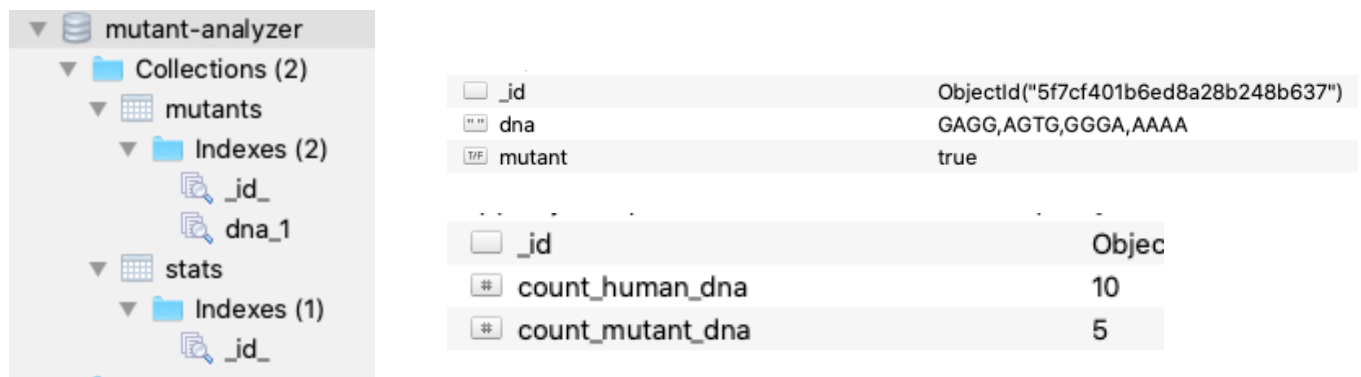 mutant-analyzer
Collections (2)
mutants
Indexes (2)
_id_
dna_1
stats
Indexes (1)
_id_
_id ObjectId("5f7cf401b6ed8a28b248b637")
"" dna GAGG,AGTG,GGGA,AAAA
T/F mutant true
_id Objec
# count_human_dna 10
# count_mutant_dna 5